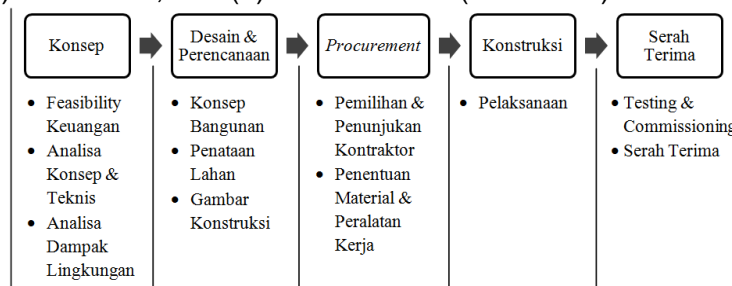 Konsep
Desain &
Perencanaan
Procurement
Konstruksi
Serah
Terima
• Feasibility
Keuangan
• Analisa
Konsep &
Teknis
• Analisa
Dampak
Lingkungan
• Konsep
Bangunan
• Penataan
Lahan
• Gambar
Konstruksi
• Pemilihan &
Penunjukan
Kontraktor
• Penentuan
Material &
Peralatan
Kerja
• Pelaksanaan
• Testing &
Commissioning
• Serah Terima